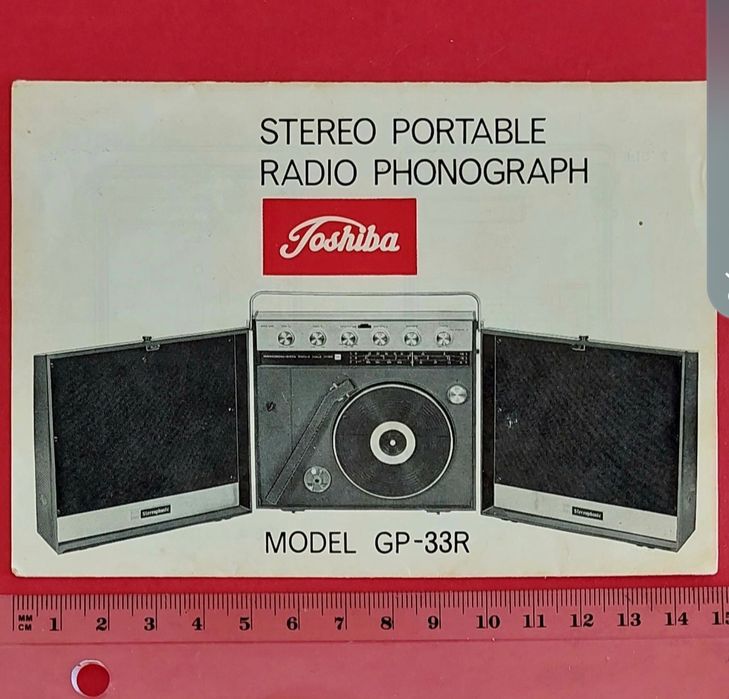 STEREO PORTABLE
RADIO PHONOGRAPH
Toshiba
Stereophonic
Stereophonic
MODEL GP-33R
MM
CM 1 2 3 4 5 6 7 8 9 10 11 12 13 14